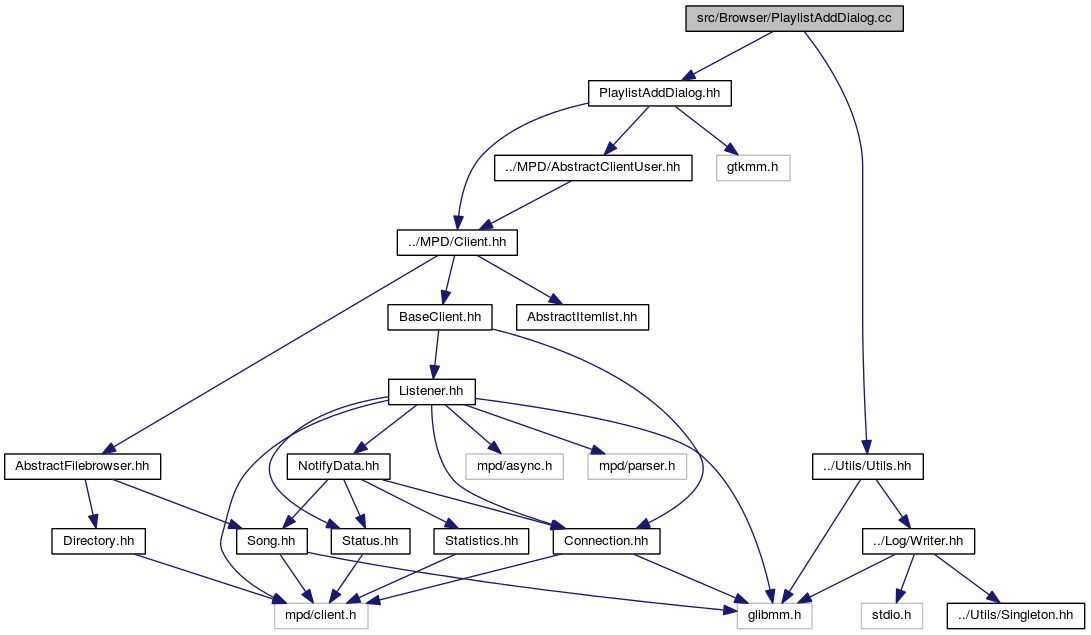 src/Browser/PlaylistAddDialog.cc
PlaylistAddDialog.hh
../MPD/AbstractClientUser.hh
gtkmm.h
../MPD/Client.hh
BaseClient.hh
AbstractItemlist.hh
Listener.hh
AbstractFilebrowser.hh
NotifyData.hh
mpd/async.h
mpd/parser.h
../Utils/Utils.hh
Directory.hh
Song.hh
Status.hh
Statistics.hh
Connection.hh
../Log/Writer.hh
mpd/client.h
glibmm.h
stdio.h
../Utils/Singleton.hh